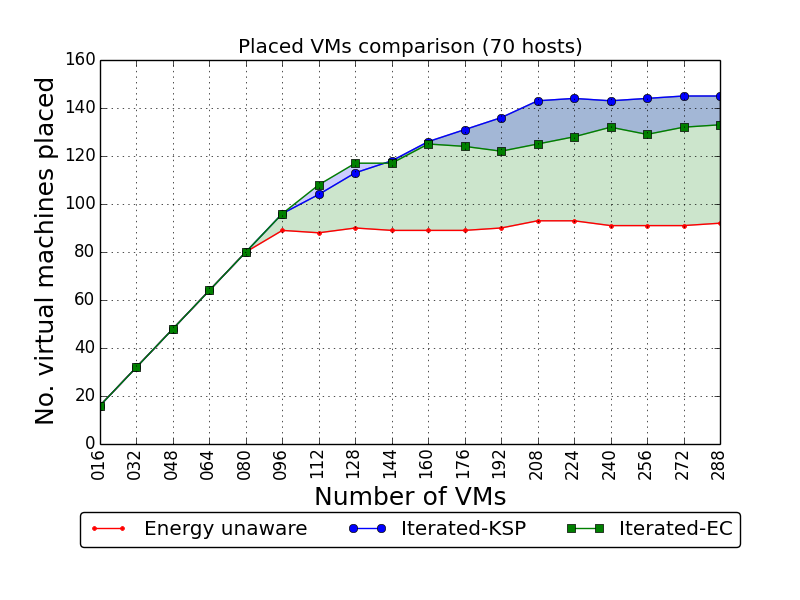 Placed VMs comparison (70 hosts)
No. virtual machines placed
160
140
120
100
80
60
40
20
0
016 032 048 064 080 096 112 128 144 160 176 192 208 224 240 256 272 288
Number of VMs
Energy unaware Iterated-KSP Iterated-EC